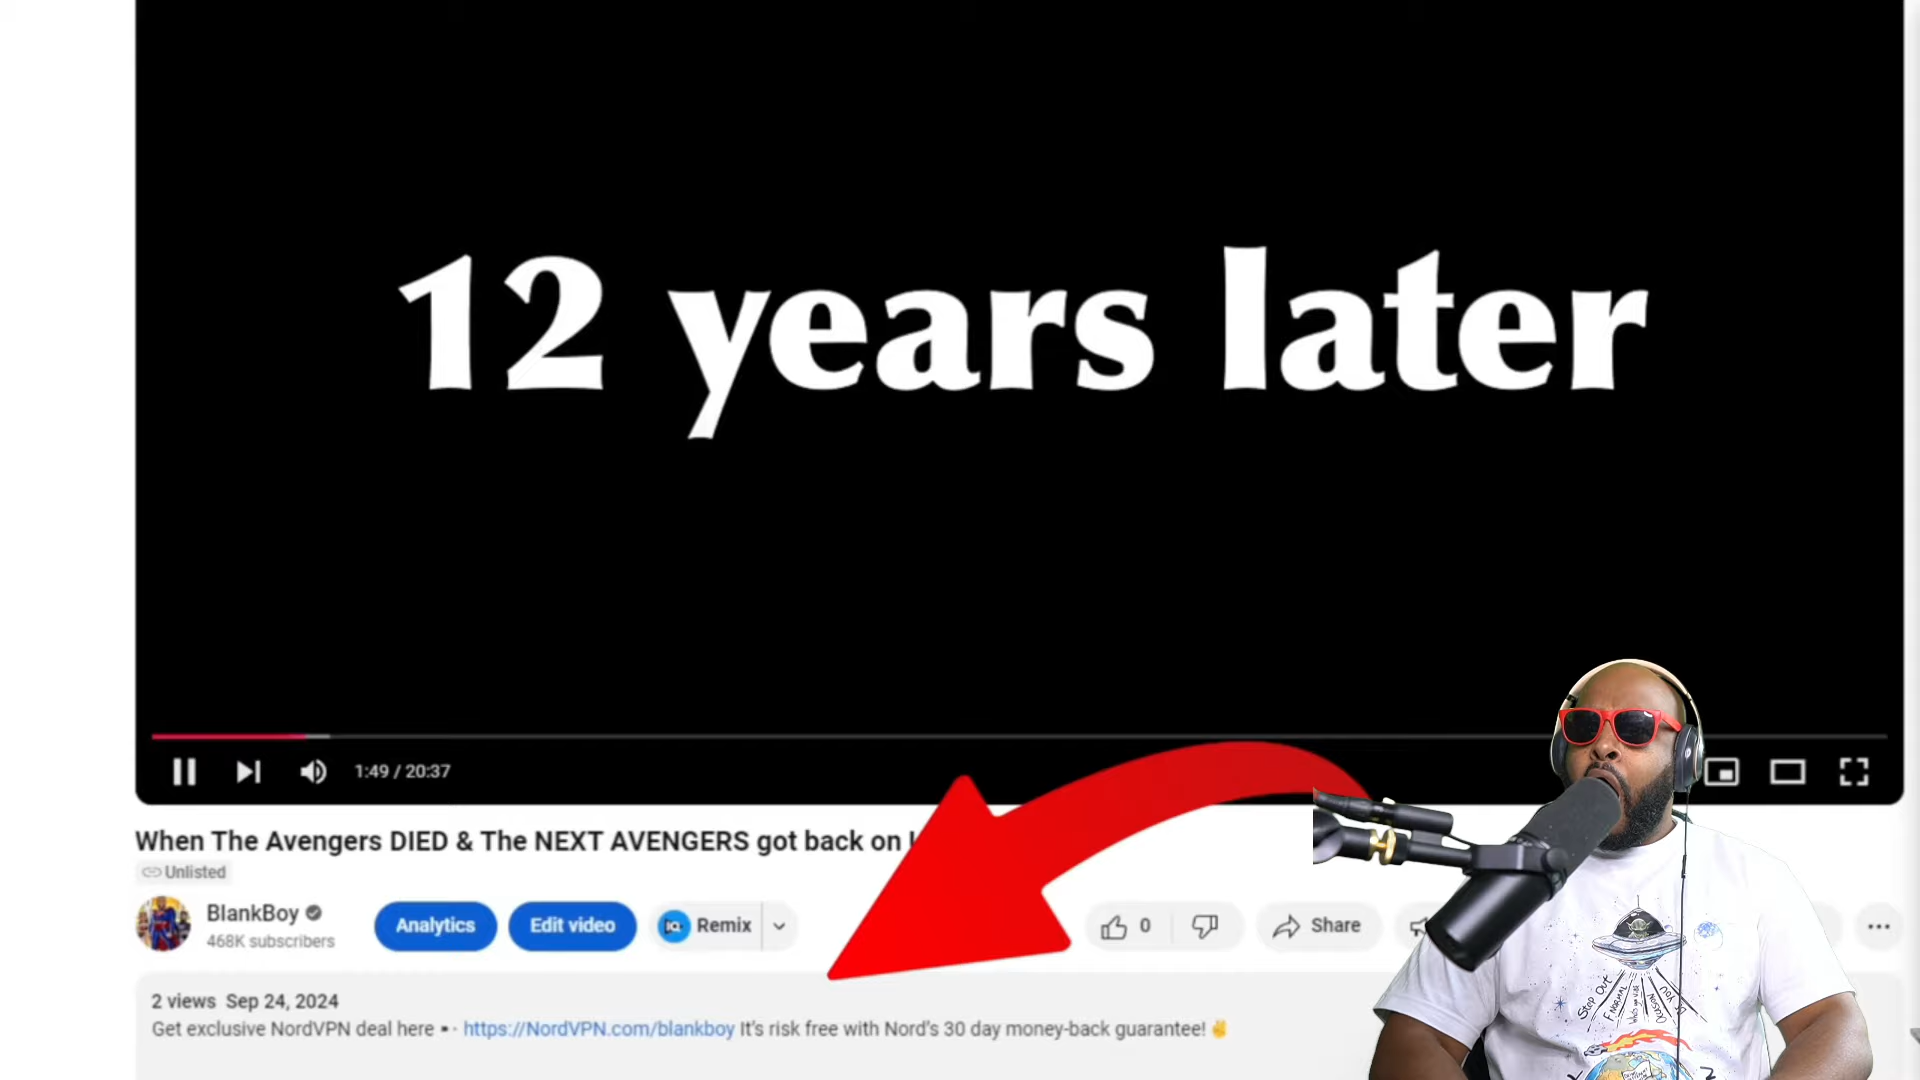 12 years later
1:49 / 20:37
When The Avengers DIED & The NEXT AVENGERS got back on
Unlisted
BlankBoy
468K subscribers
Analytics
Edit video
Remix
0
Share
2 views Sep 24, 2024
Get exclusive NordVPN deal here • · https://NordVPN.com/blankboy It's risk free with Nord's 30 day money-back guarantee! ✌
Step Out